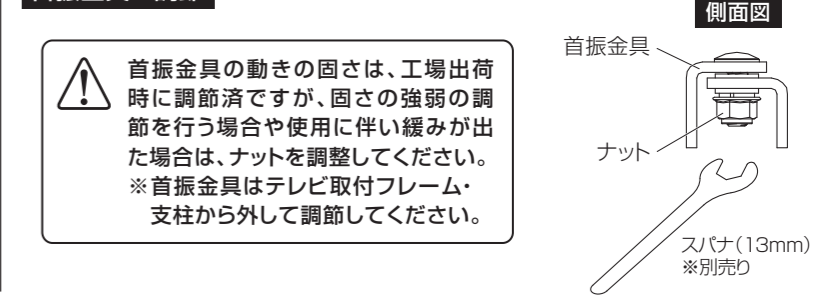 側面図
首振金具の動きの固さは、工場出荷
時に調節済ですが、固さの強弱の調
節を行う場合や使用に伴い緩みが出
た場合は、ナットを調整してください。
※首振金具はテレビ取付フレーム・
支柱から外して調節してください。
首振金具
ナット
スパナ(13mm)
※別売り